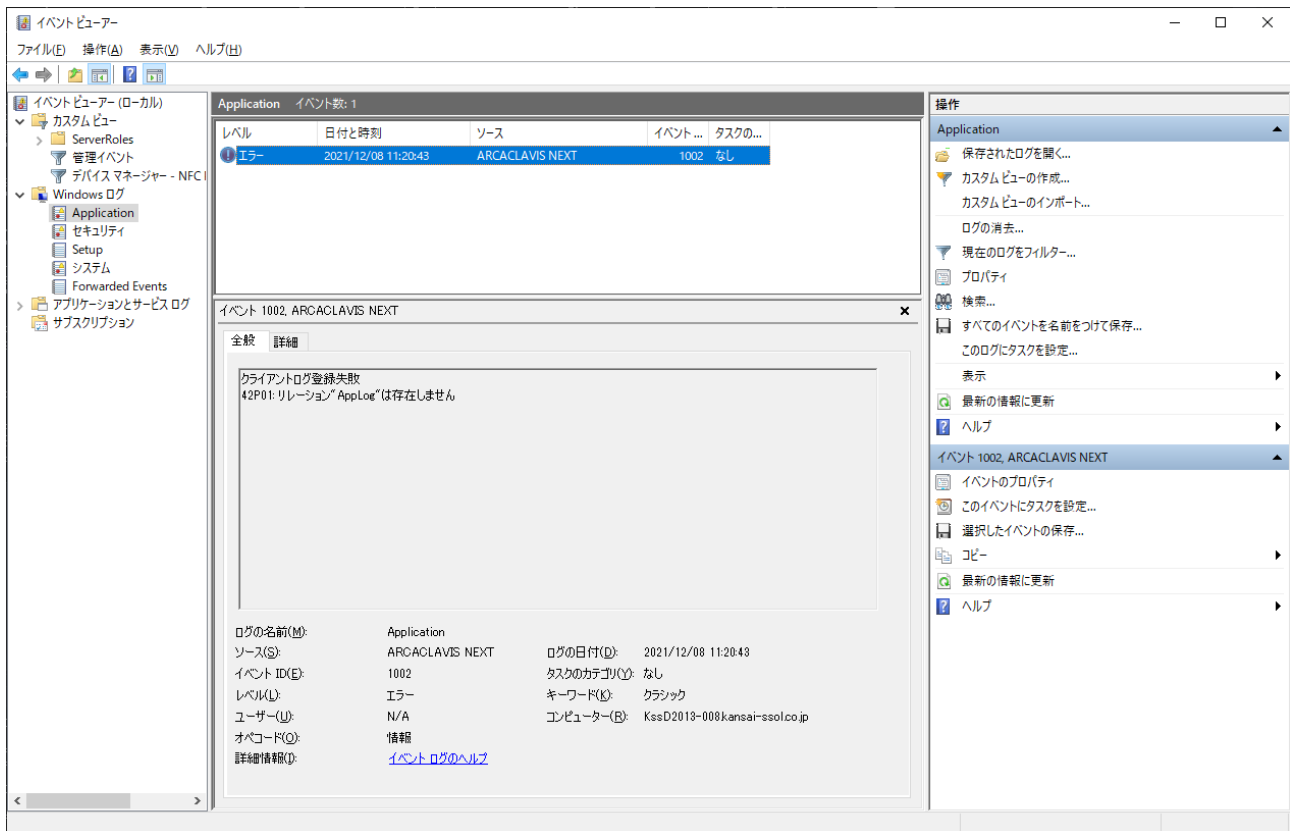 イベント ビューアー
ファイル(F) 操作(A) 表示(V) ヘルプ(H)
イベント ビューアー (ローカル)
カスタム ビュー
ServerRoles
管理イベント
デバイス マネージャー - NFC I
Windows ログ
Application
セキュリティ
Setup
システム
Forwarded Events
アプリケーションとサービス ログ
サブスクリプション
Application イベント数: 1
レベル 日付と時刻 ソース イベント ... タスクの...
エラー 2021/12/08 11:20:43 ARCACLAVIS NEXT 1002 なし
イベント 1002, ARCACLAVIS NEXT
全般 詳細
クライアントログ登録失敗
42P01: リレーション"AppLog"は存在しません
ログの名前(M): Application
ソース(S): ARCACLAVIS NEXT ログの日付(D): 2021/12/08 11:20:43
イベント ID(E): 1002 タスクのカテゴリ(Y): なし
レベル(L): エラー キーワード(K): クラシック
ユーザー(U): N/A コンピューター(R): KssD2013-008.kansai-ssol.co.jp
オペコード(O): 情報
詳細情報(I): イベント ログのヘルプ
操作
Application
保存されたログを開く...
カスタム ビューの作成...
カスタム ビューのインポート...
ログの消去...
現在のログをフィルター...
プロパティ
検索...
すべてのイベントを名前をつけて保存...
このログにタスクを設定...
表示
最新の情報に更新
ヘルプ
イベント 1002, ARCACLAVIS NEXT
イベントのプロパティ
このイベントにタスクを設定...
選択したイベントの保存...
コピー
最新の情報に更新
ヘルプ